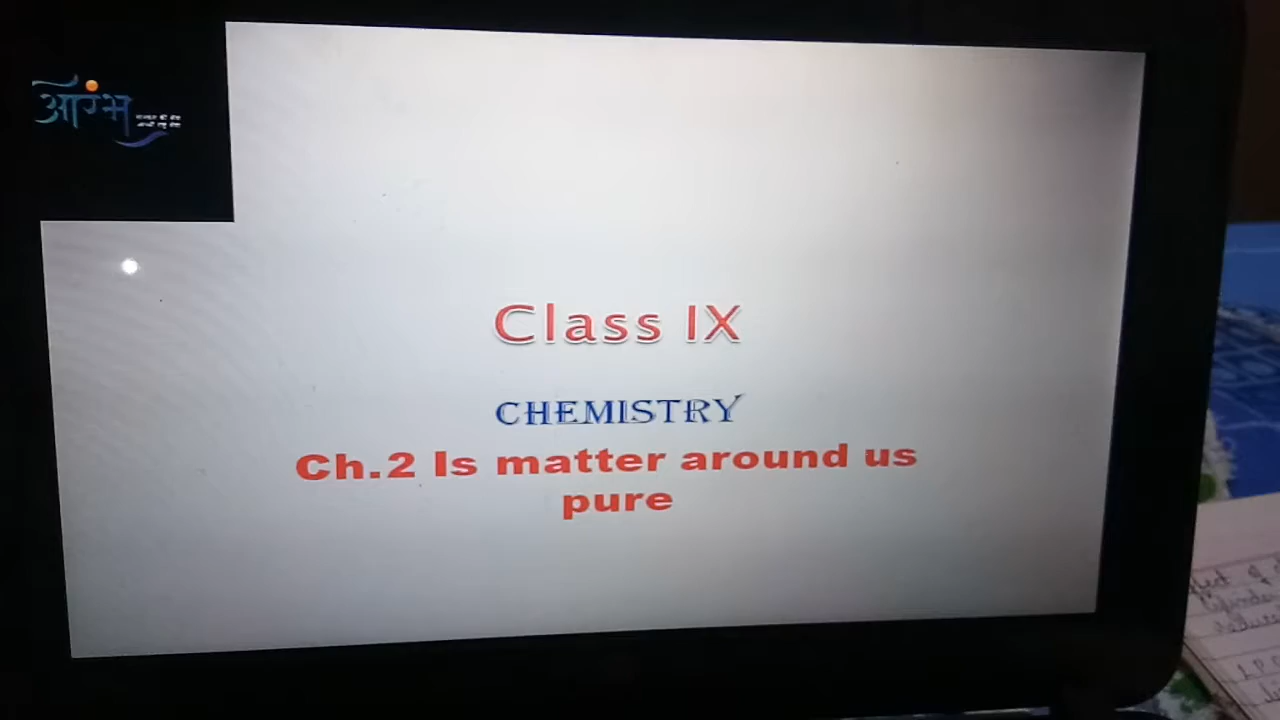 आरंभ
Class IX
CHEMISTRY
Ch.2 Is matter around us
pure